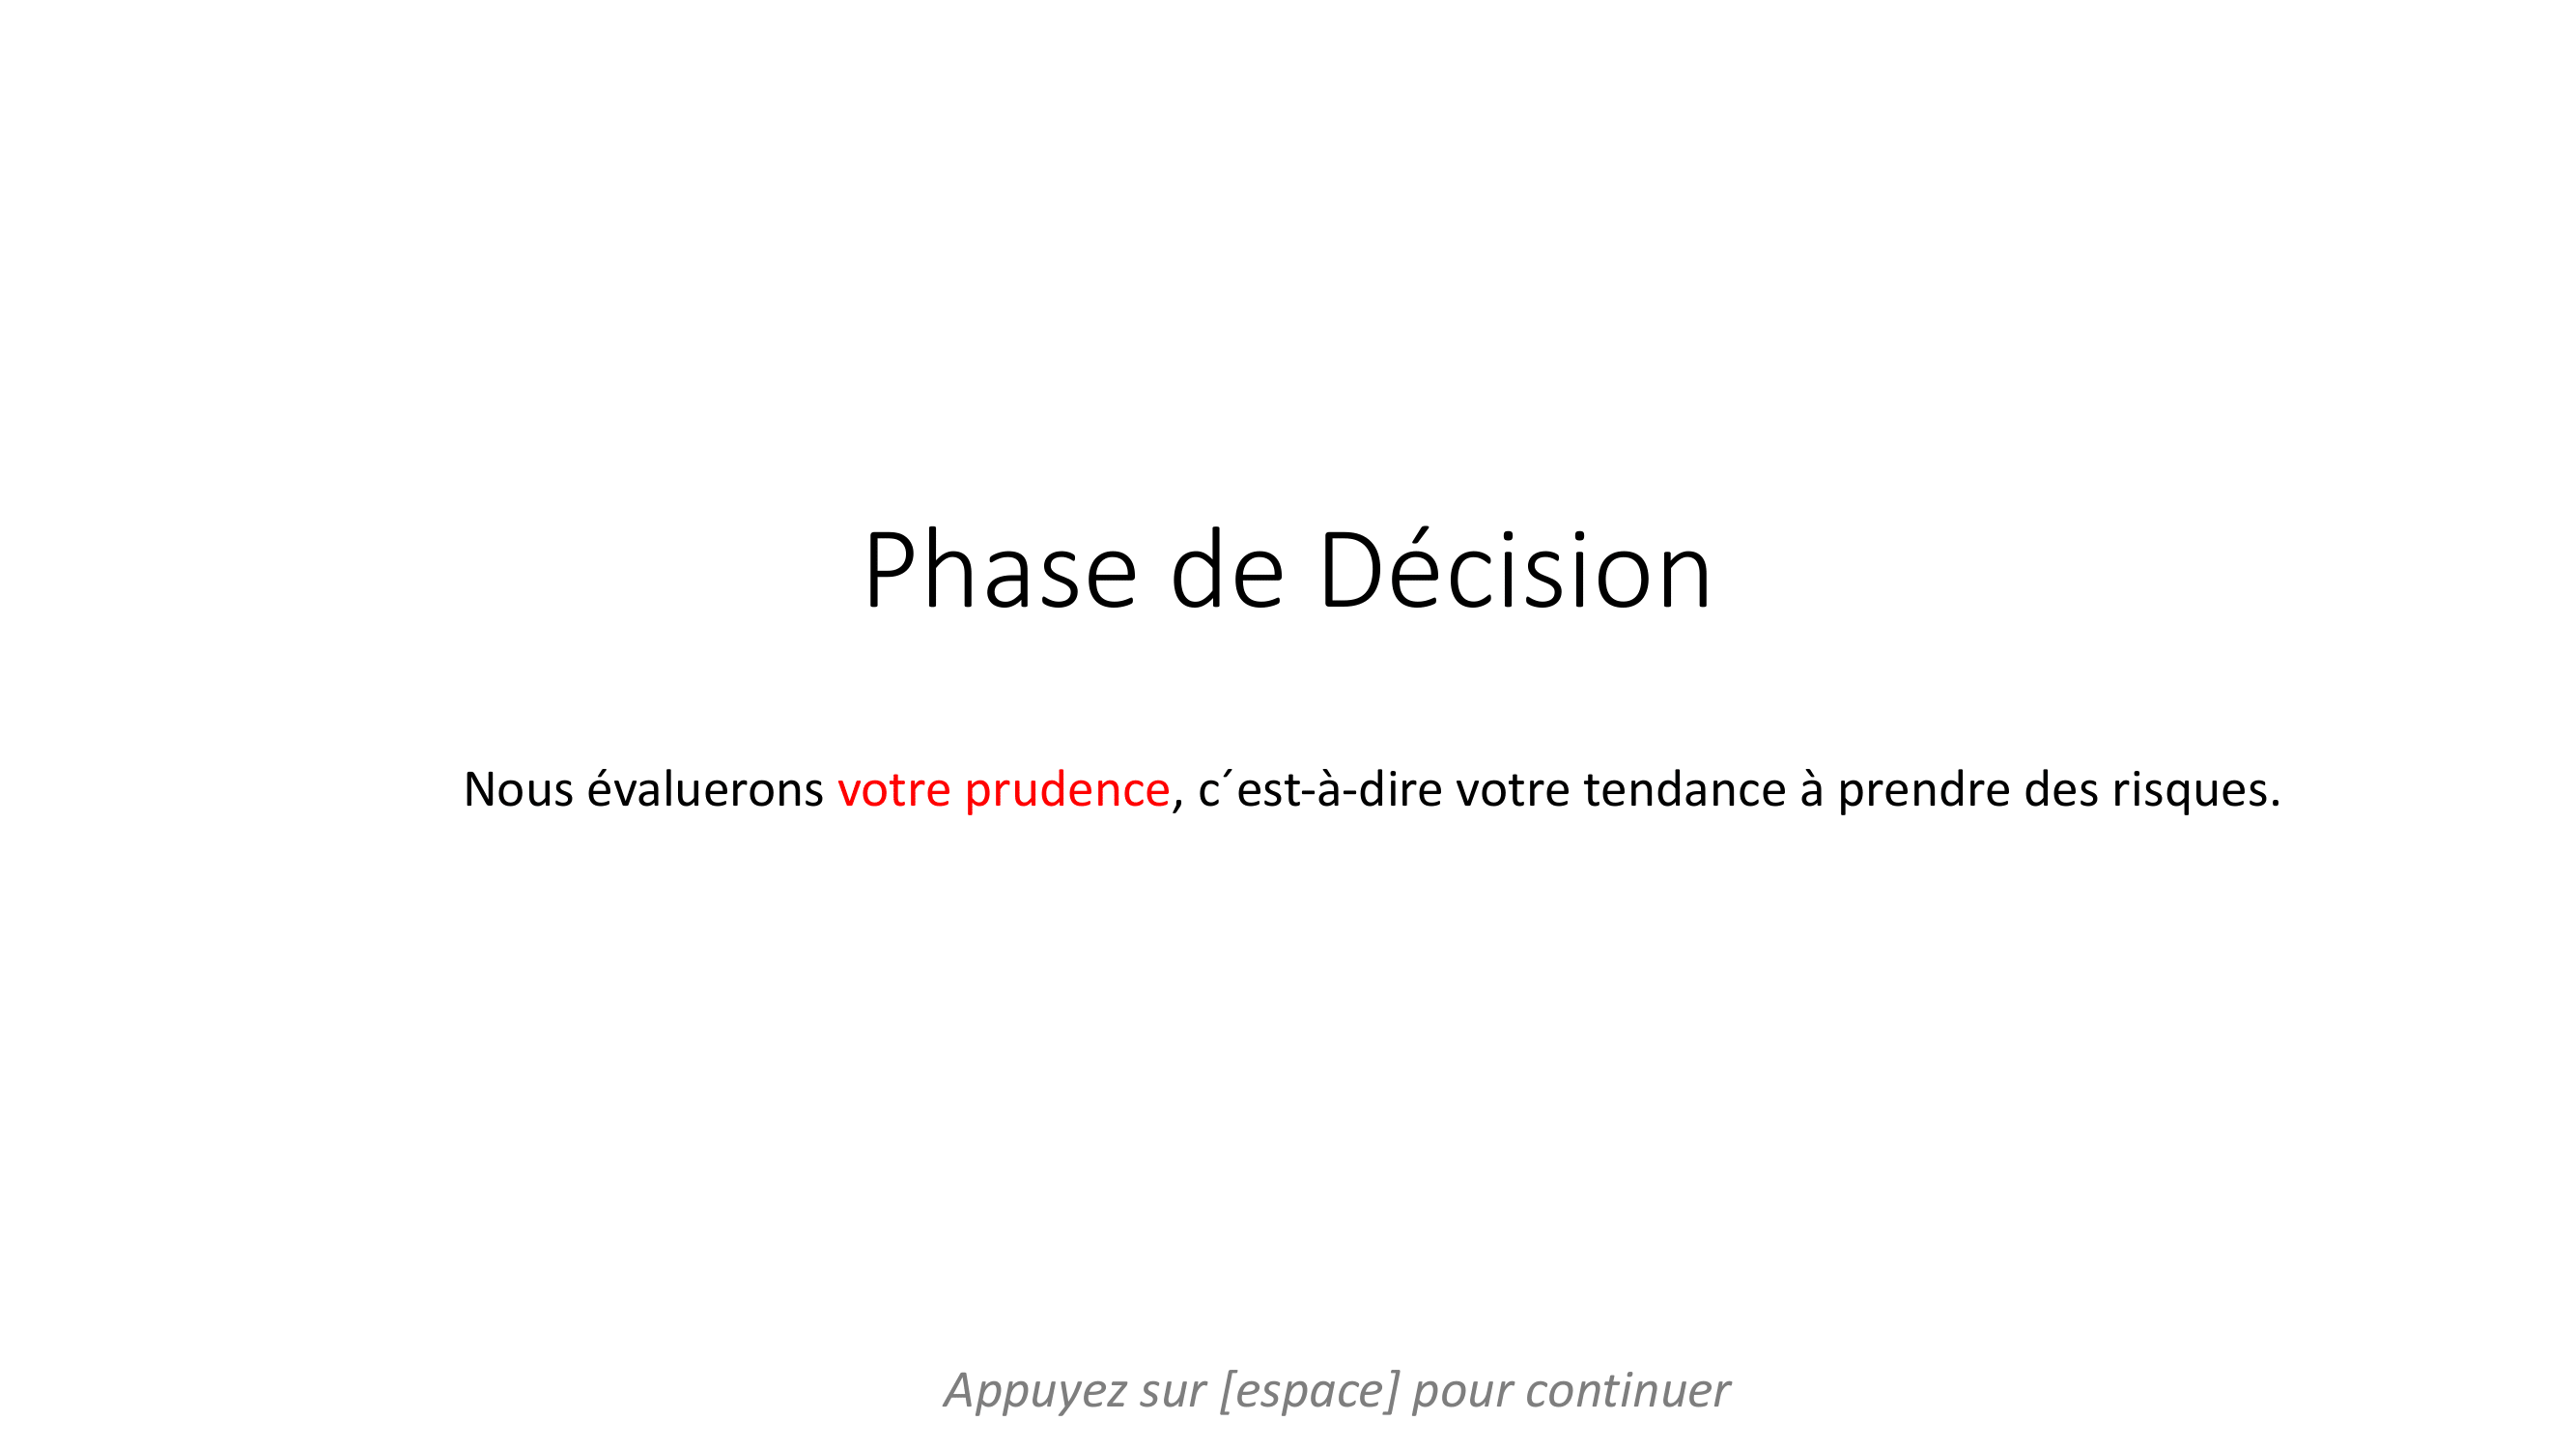 Phase de Décision
Nous évaluerons votre prudence, c´est-à-dire votre tendance à prendre des risques.
Appuyez sur [espace] pour continuer